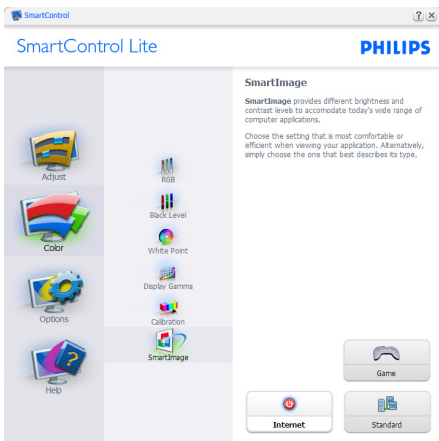 SmartControl
SmartControl Lite
PHILIPS
Adjust
Color
Options
Help
RGB
Black Level
White Point
Display Gamma
Calibration
SmartImage
SmartImage
SmartImage provides different brightness and
contrast levels to accomodate today's wide range of
computer applications.
Choose the setting that is most comfortable or
efficient when viewing your application. Alternatively,
simply choose the one that best describes its type.
Game
Internet
Standard